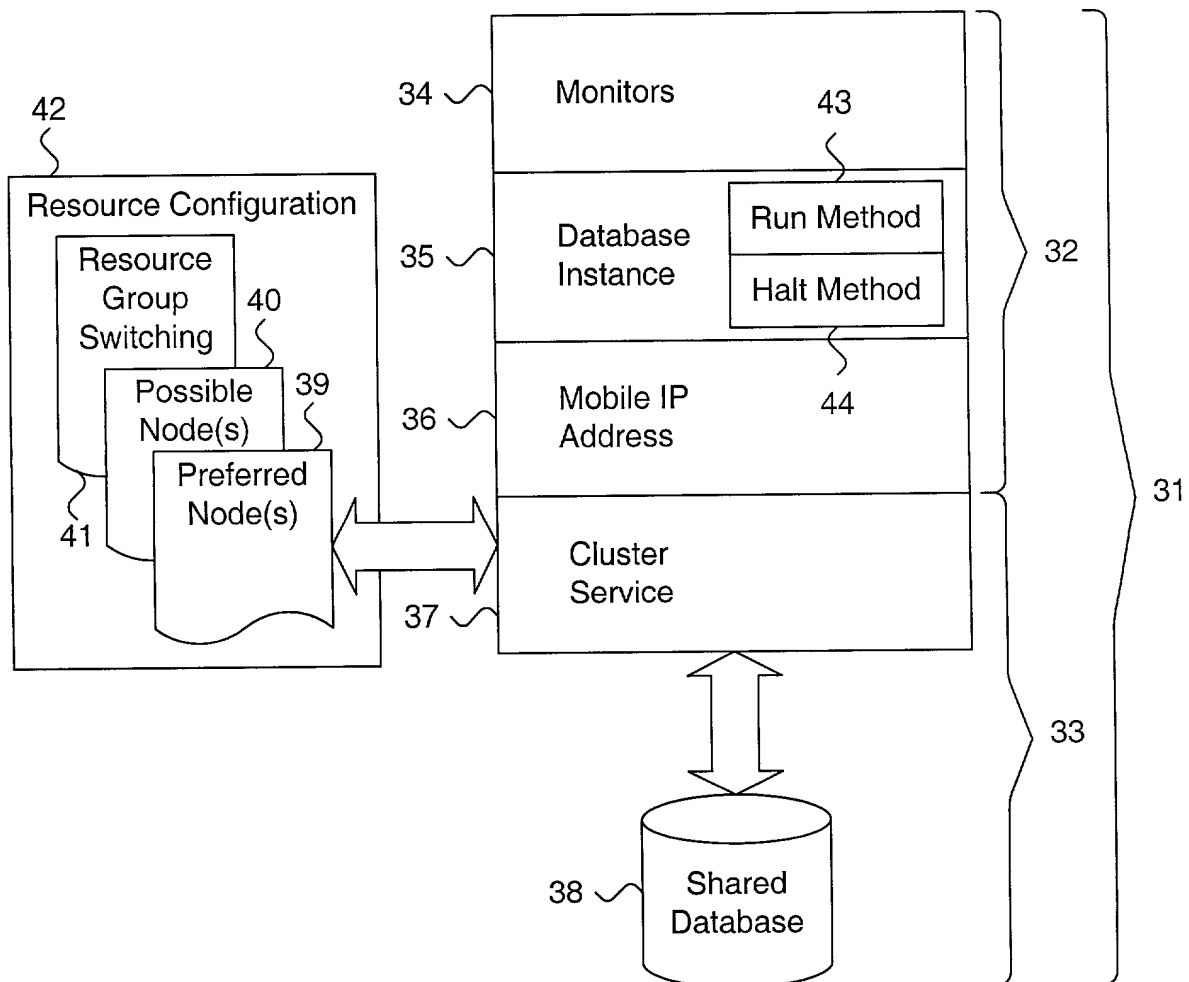 34
Monitors
43
42
Resource Configuration
Run Method
Database
Instance
35
32
Resource
Group
Switching
40
Halt Method
Possible
Node(s)
39
44
Mobile IP
Address
36
Preferred
Node(s)
41
31
Cluster
Service
37
33
38
Shared
Database